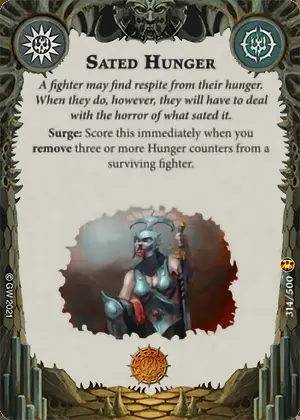 SATED HUNGER
A fighter may find respite from their hunger.
When they do, however, they will have to deal
with the horror of what sated it.
Surge: Score this immediately when you
remove three or more Hunger counters from a
surviving fighter.
© GW 2021
314/500